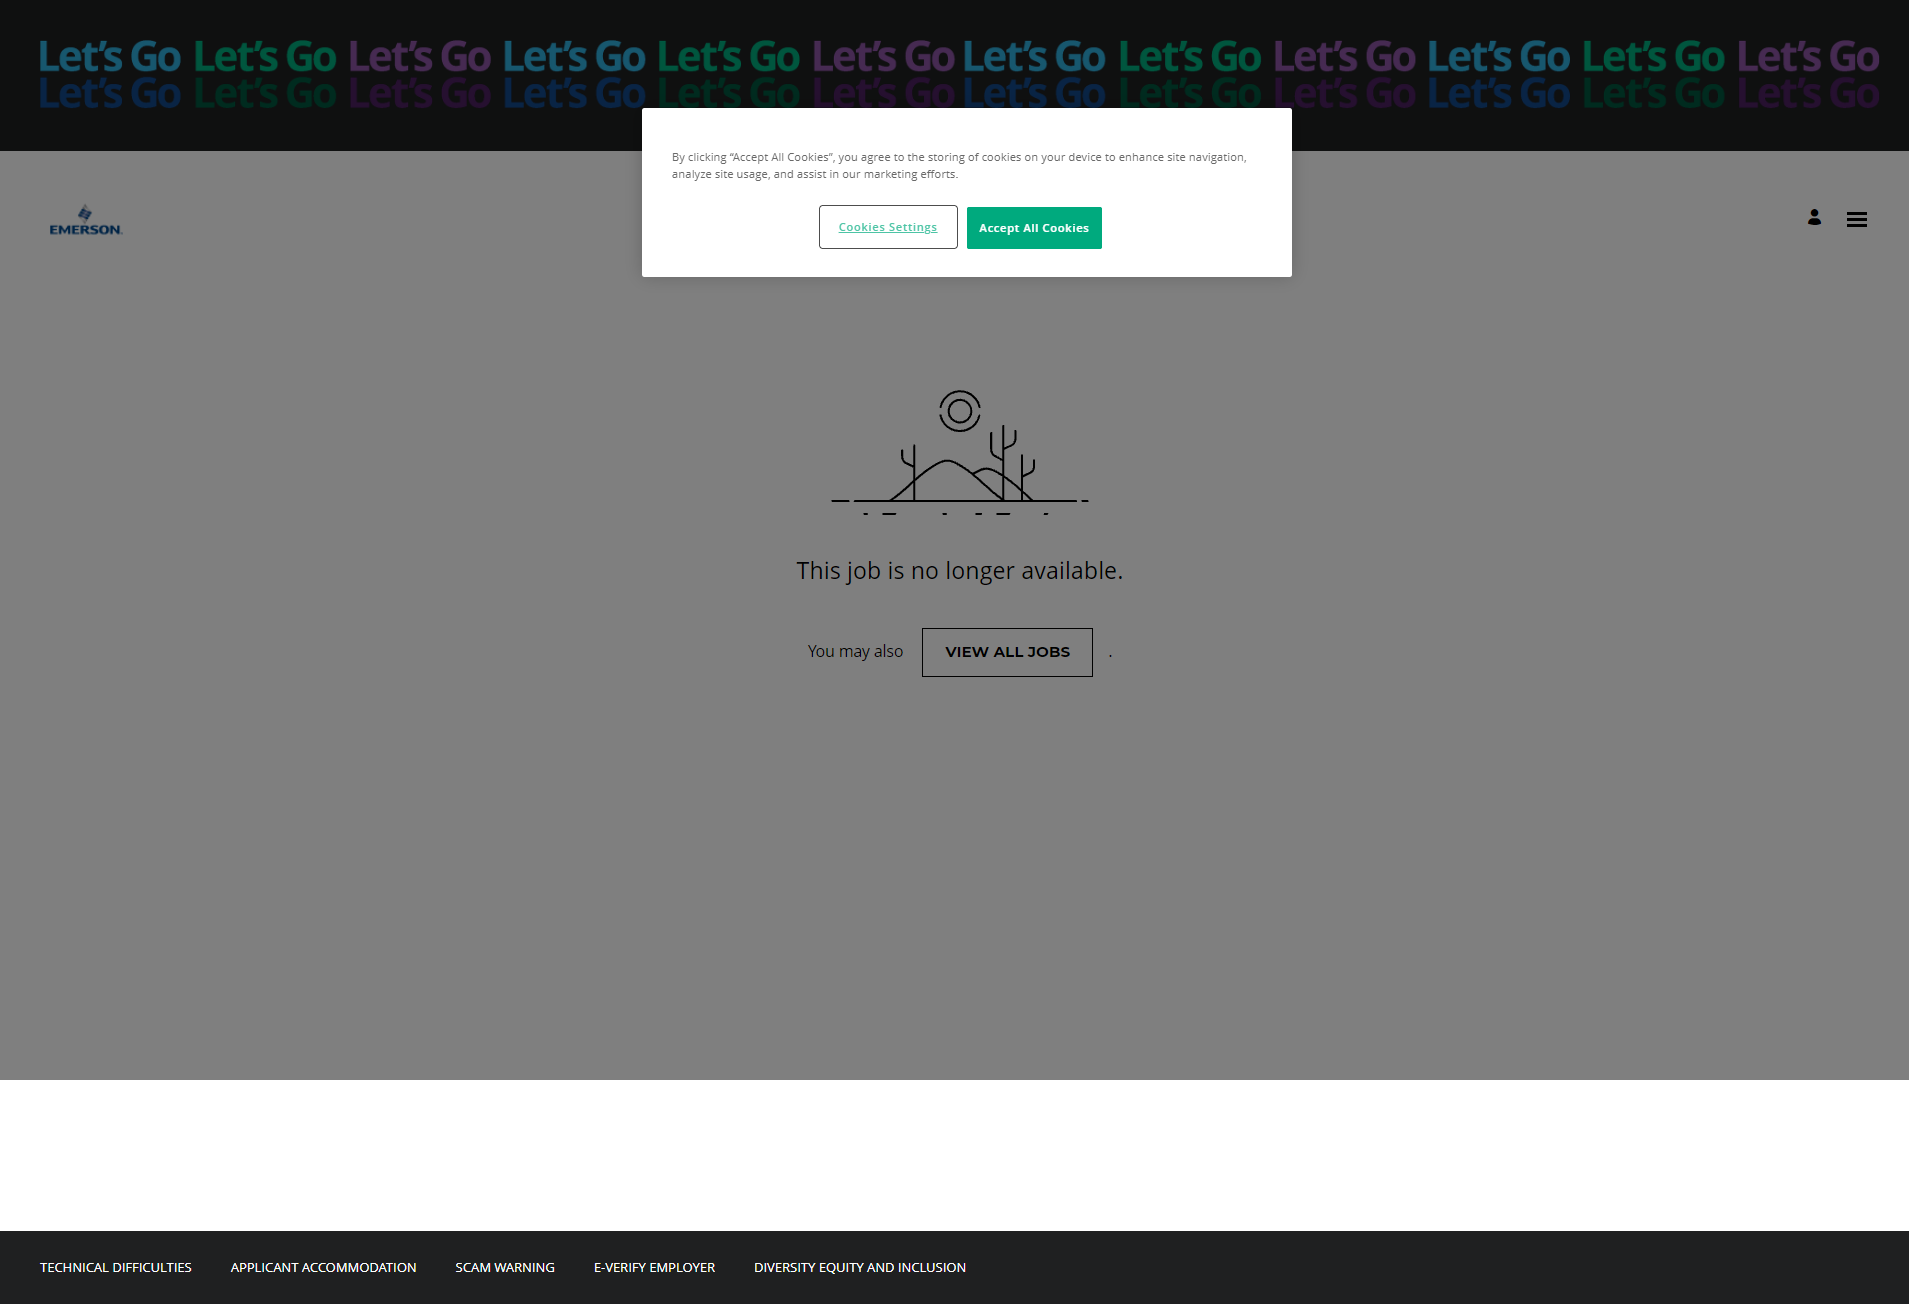 Let’s Go Let’s Go Let’s Go Let’s Go Let’s Go Let’s Go Let’s Go Let’s Go Let’s Go Let’s Go Let’s Go Let’s Go
Let’s Go Let’s Go Let’s Go Let’s Go Let’s Go Let’s Go Let’s Go Let’s Go Let’s Go Let’s Go Let’s Go Let’s Go
By clicking “Accept All Cookies”, you agree to the storing of cookies on your device to enhance site navigation,
analyze site usage, and assist in our marketing efforts.
Cookies Settings Accept All Cookies
EMERSON.
This job is no longer available.
You may also VIEW ALL JOBS .
TECHNICAL DIFFICULTIES APPLICANT ACCOMMODATION SCAM WARNING E-VERIFY EMPLOYER DIVERSITY EQUITY AND INCLUSION